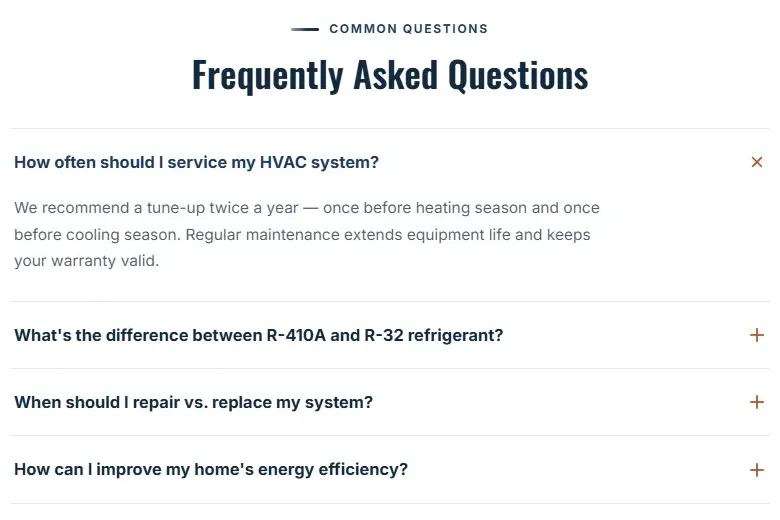 COMMON QUESTIONS
Frequently Asked Questions
How often should I service my HVAC system?
We recommend a tune-up twice a year — once before heating season and once
before cooling season. Regular maintenance extends equipment life and keeps
your warranty valid.
What's the difference between R-410A and R-32 refrigerant?
When should I repair vs. replace my system?
How can I improve my home's energy efficiency?